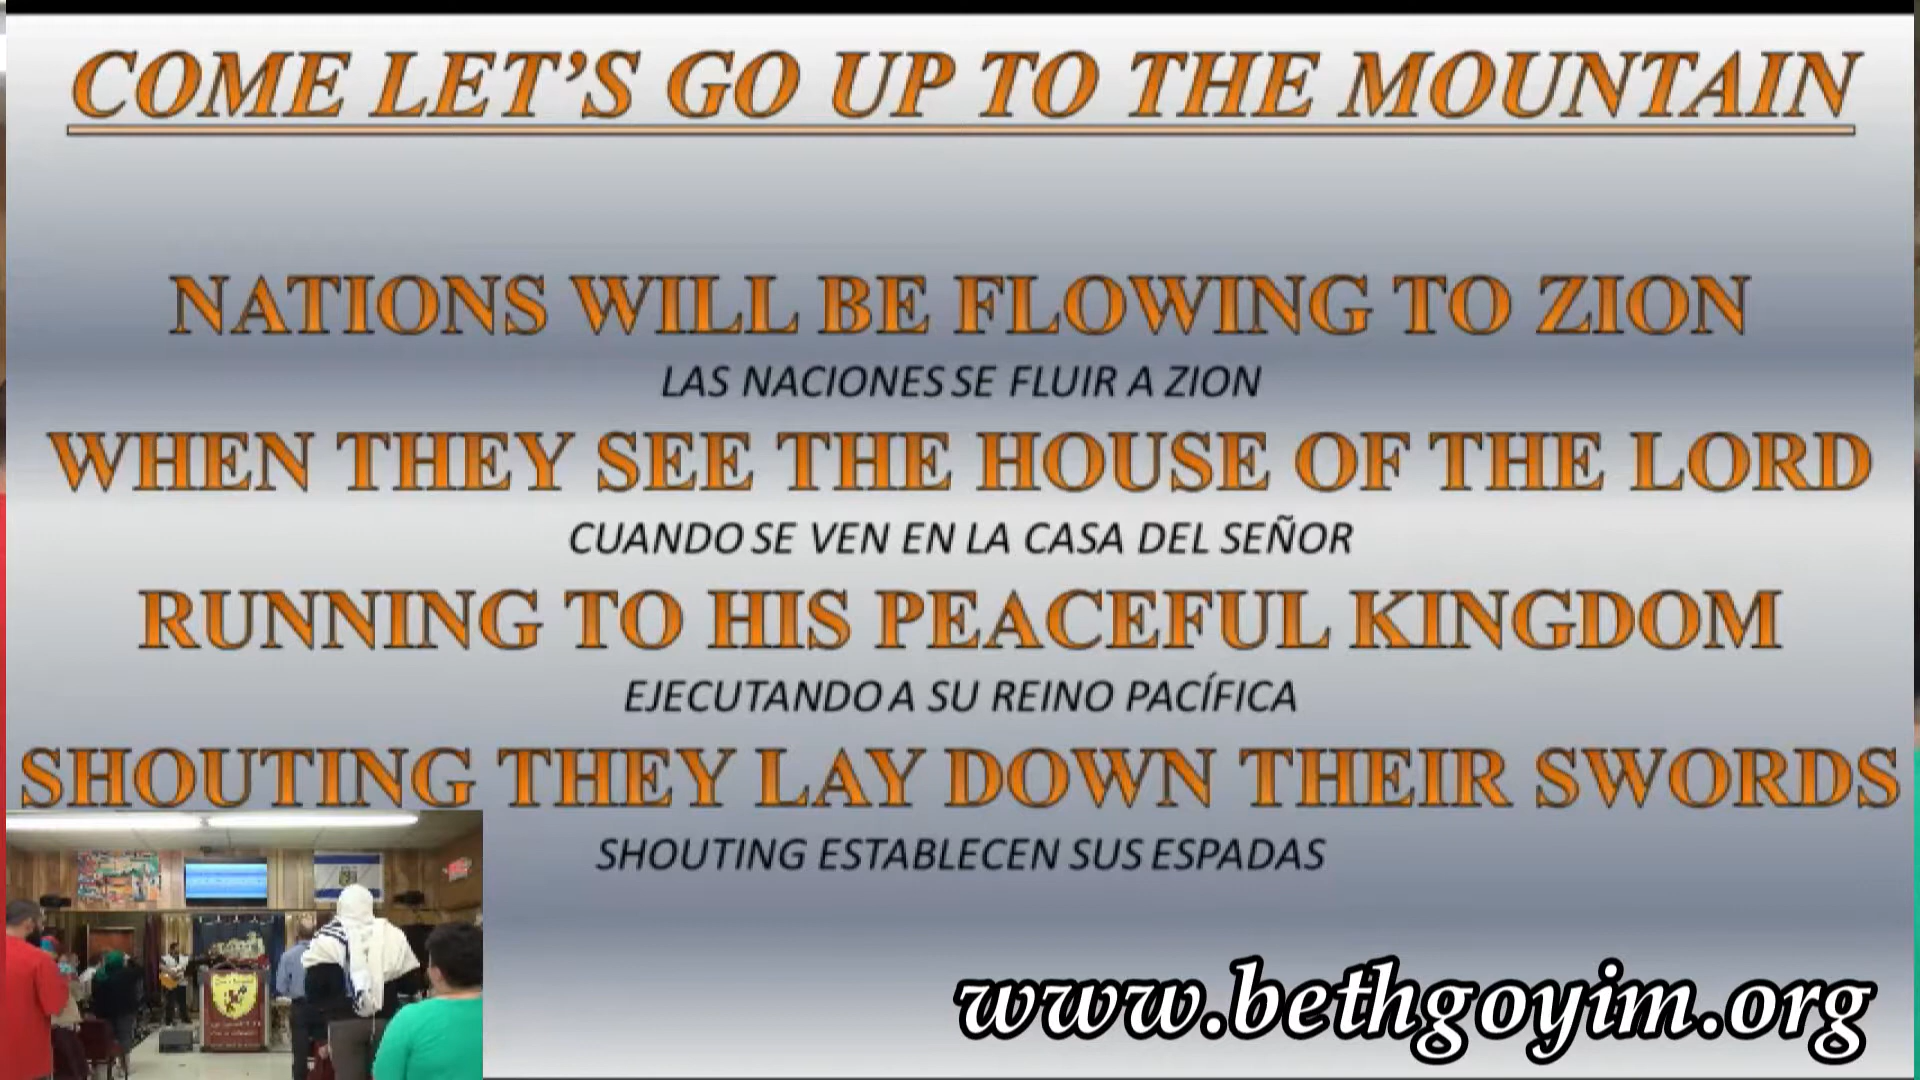 COME LET'S GO UP TO THE MOUNTAIN
NATIONS WILL BE FLOWING TO ZION
LAS NACIONES SE FLUIR A ZION
WHEN THEY SEE THE HOUSE OF THE LORD
CUANDO SE VEN EN LA CASA DEL SEÑOR
RUNNING TO HIS PEACEFUL KINGDOM
EJECUTANDO A SU REINO PACÍFICA
SHOUTING THEY LAY DOWN THEIR SWORDS
SHOUTING ESTABLECEN SUS ESPADAS
www.bethgoyim.org